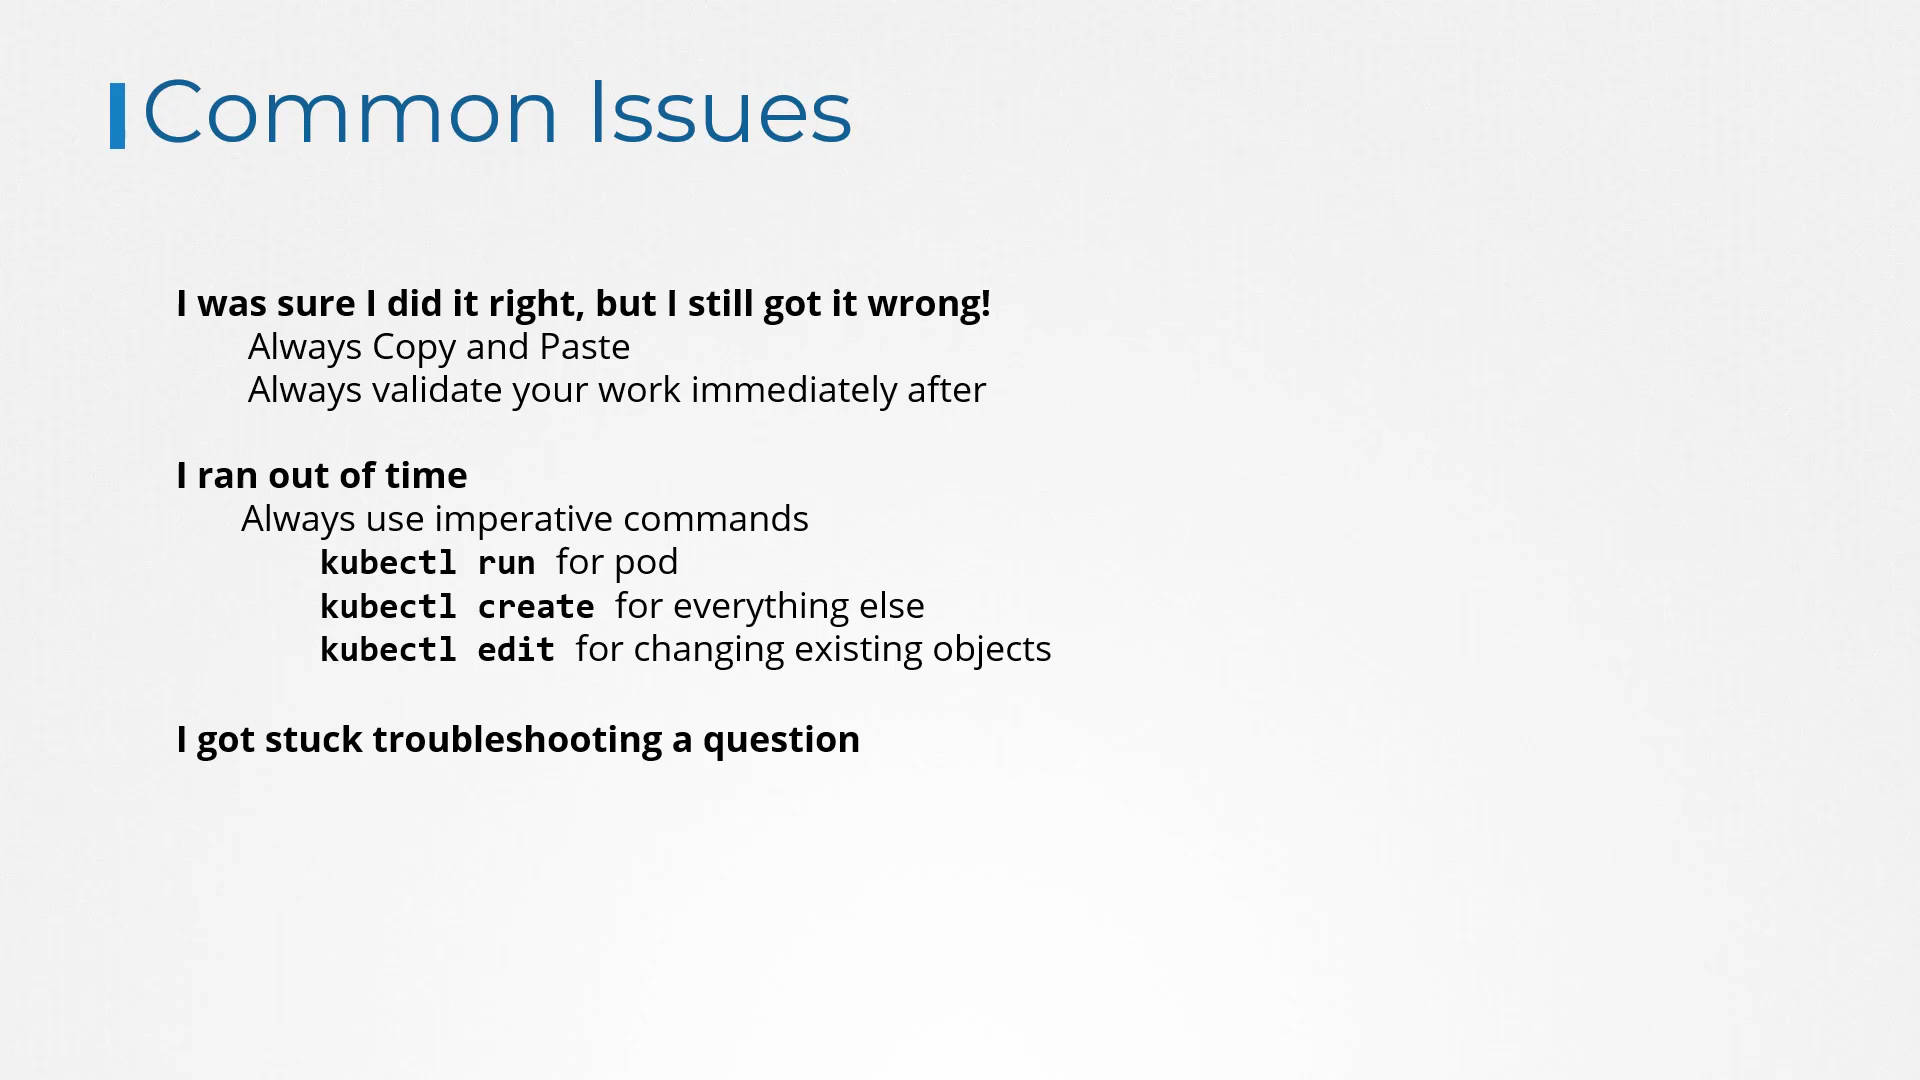 Common Issues
I was sure I did it right, but I still got it wrong!
Always Copy and Paste
Always validate your work immediately after
I ran out of time
Always use imperative commands
kubectl run for pod
kubectl create for everything else
kubectl edit for changing existing objects
I got stuck troubleshooting a question